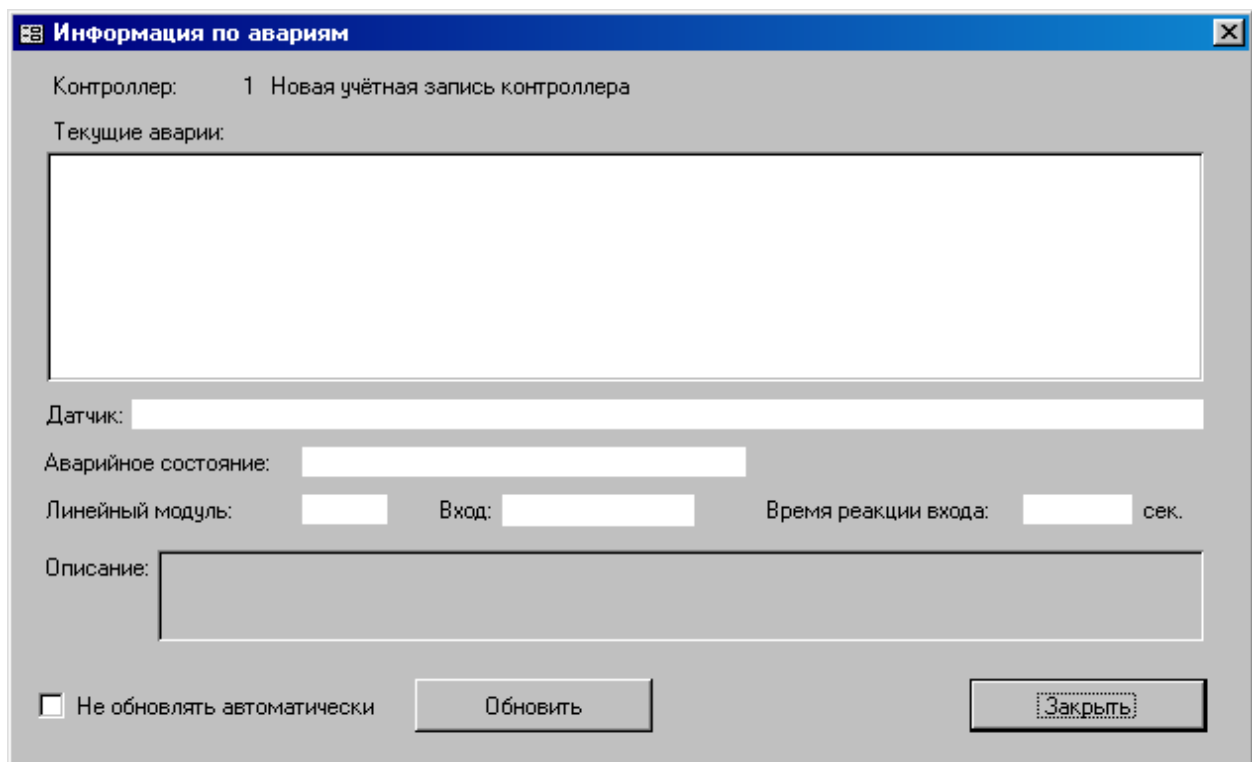 Информация по авариям
Контроллер: 1 Новая учётная запись контроллера
Текущие аварии:
Датчик:
Аварийное состояние:
Линейный модуль: Вход: Время реакции входа: сек.
Описание:
Не обновлять автоматически Обновить Закрыть